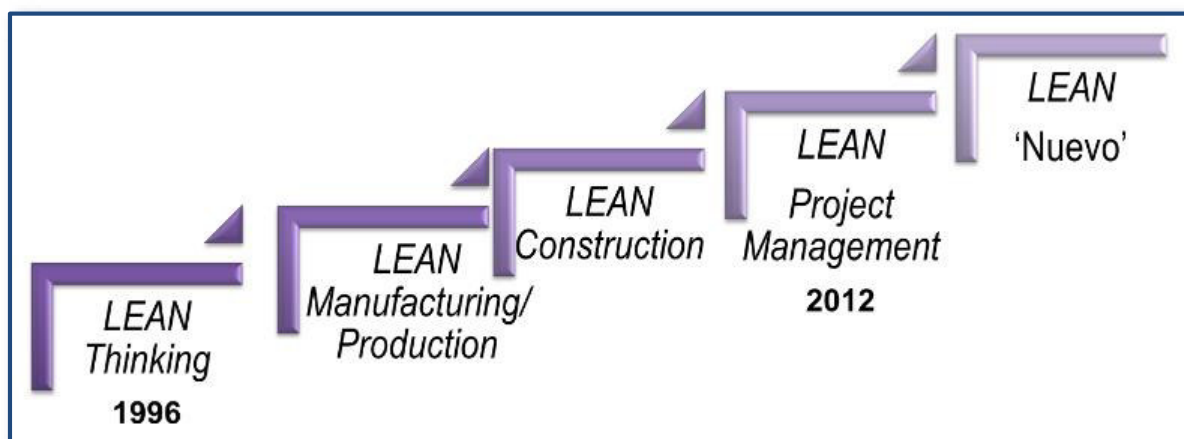 LEAN
Thinking
1996
LEAN
Manufacturing/
Production
LEAN
Construction
LEAN
Project
Management
2012
LEAN
‘Nuevo’